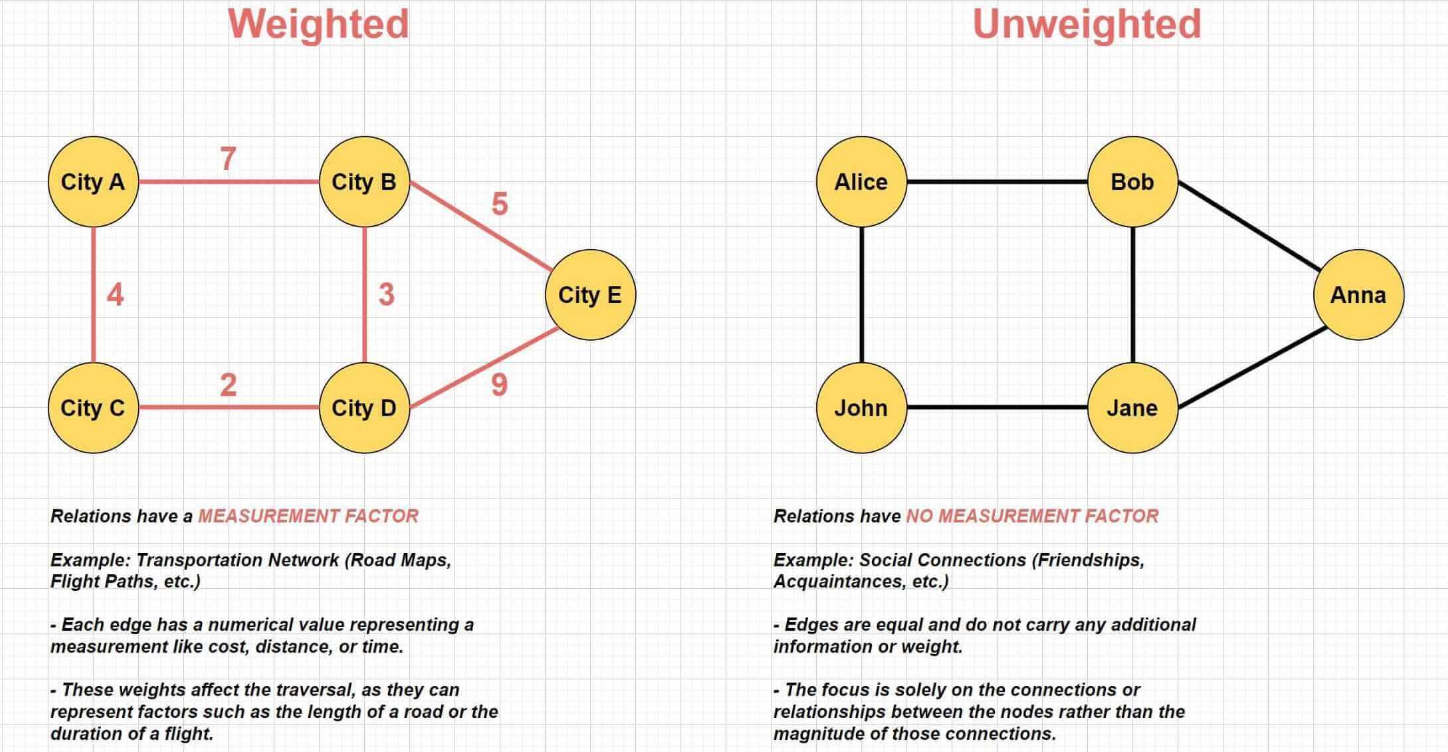 Weighted
Unweighted
City A
7
City B
5
4
3
City E
City C
2
City D
9
Alice
Bob
Anna
John
Jane
Relations have a MEASUREMENT FACTOR
Example: Transportation Network (Road Maps,
Flight Paths, etc.)
- Each edge has a numerical value representing a
measurement like cost, distance, or time.
- These weights affect the traversal, as they can
represent factors such as the length of a road or the
duration of a flight.
Relations have NO MEASUREMENT FACTOR
Example: Social Connections (Friendships,
Acquaintances, etc.)
- Edges are equal and do not carry any additional
information or weight.
- The focus is solely on the connections or
relationships between the nodes rather than the
magnitude of those connections.